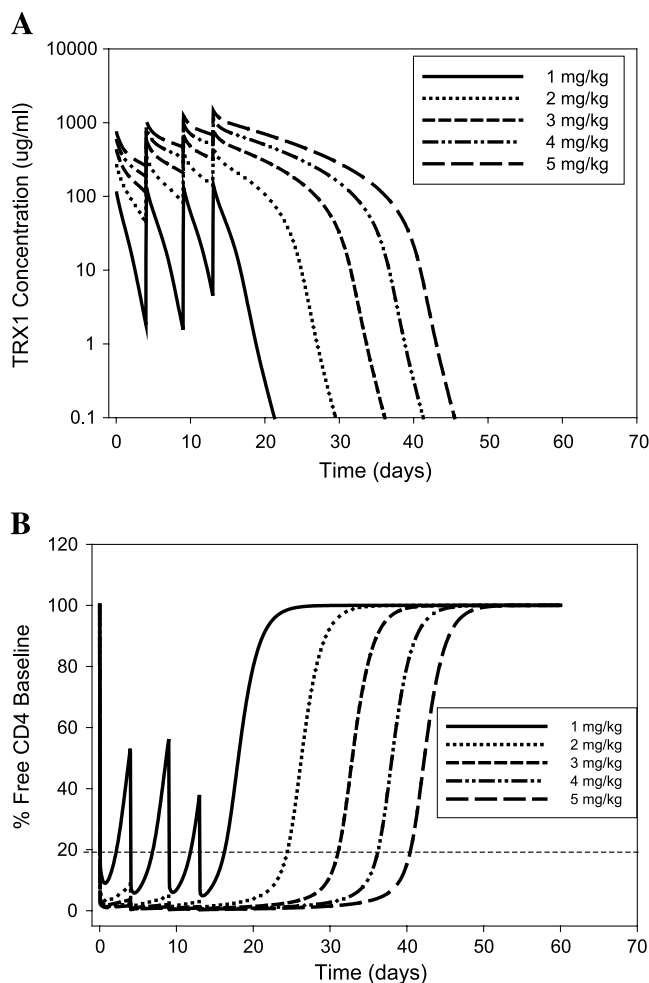 A
TRX1 Concentration (ug/ml)
10000
1000
100
10
1
0.1
1 mg/kg
2 mg/kg
3 mg/kg
4 mg/kg
5 mg/kg
0 10 20 30 40 50 60 70
Time (days)
B
% Free CD4 Baseline
120
100
80
60
40
20
0
1 mg/kg
2 mg/kg
3 mg/kg
4 mg/kg
5 mg/kg
0 10 20 30 40 50 60 70
Time (days)